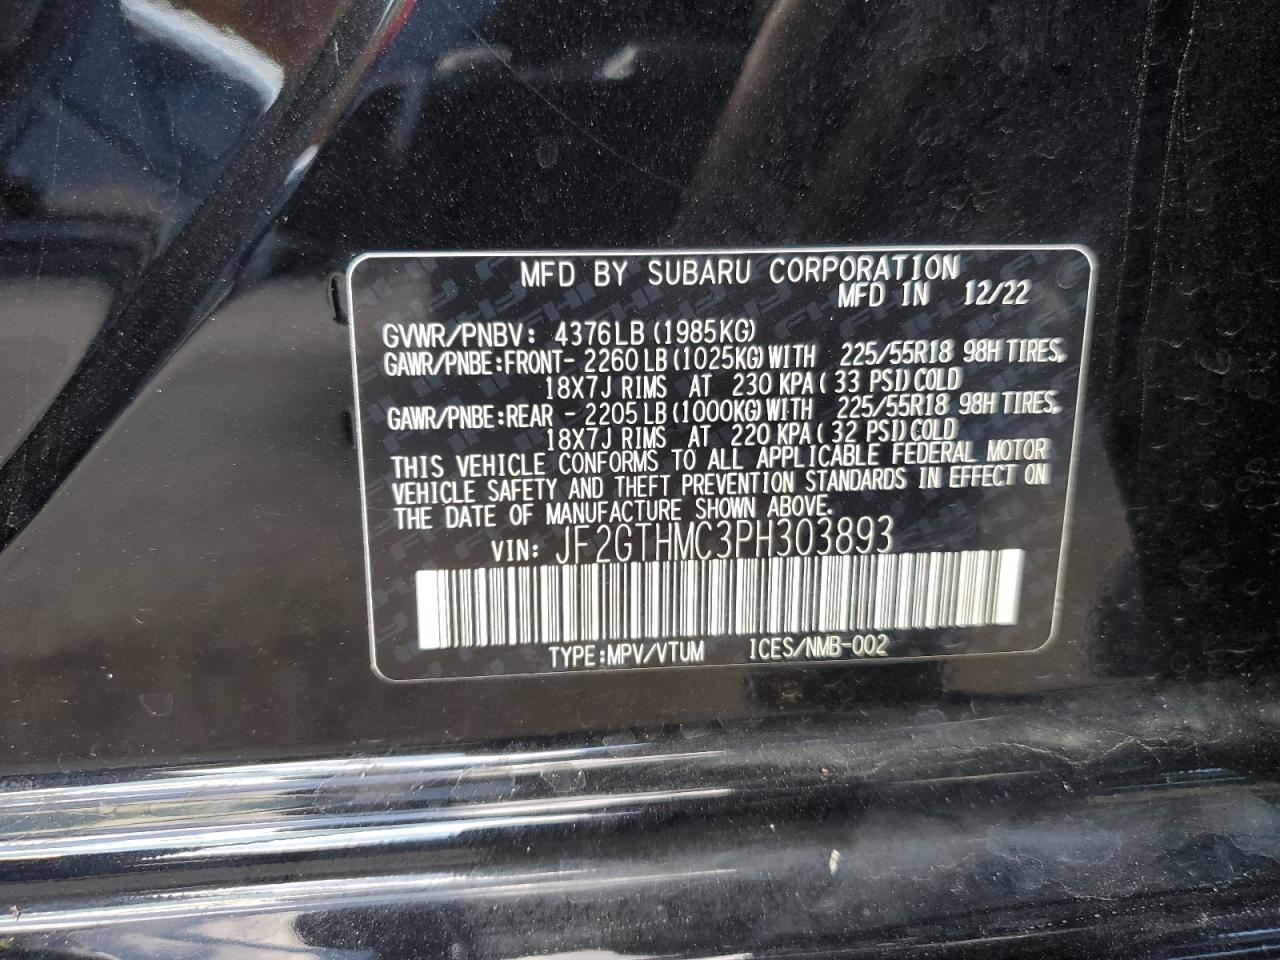 MFD BY SUBARU CORPORATION
MFD IN 12/22
GVWR/PNBV: 4376LB (1985KG)
GAWR/PNBE:FRONT- 2260LB (1025KG) WITH 225/55R18 98H TIRES,
18X7J RIMS AT 230 KPA ( 33 PSI) COLD
GAWR/PNBE:REAR - 2205LB (1000KG) WITH 225/55R18 98H TIRES,
18X7J RIMS AT 220 KPA ( 32 PSI) COLD
THIS VEHICLE CONFORMS TO ALL APPLICABLE FEDERAL MOTOR
VEHICLE SAFETY AND THEFT PREVENTION STANDARDS IN EFFECT ON
THE DATE OF MANUFACTURE SHOWN ABOVE.
VIN: JF2GTHMC3PH303893
TYPE:MPV/VTUM ICES/NMB-002